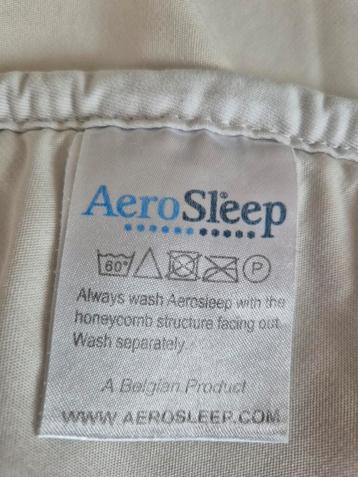 AeroSleep
60°
P
Always wash Aerosleep with the
honeycomb structure facing out.
Wash separately.
A Belgian Product
WWW.AEROSLEEP.COM